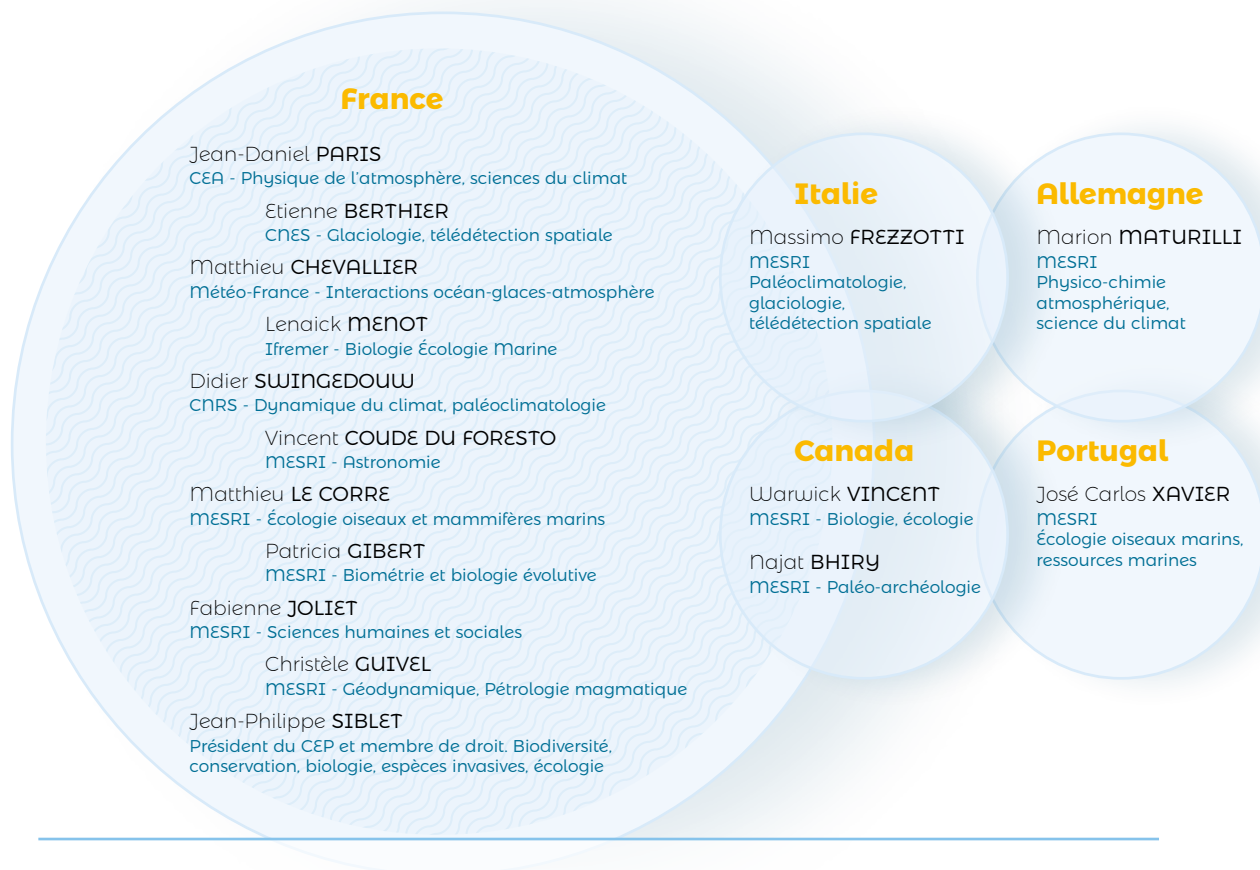 France
Jean-Daniel PARIS
CEA - Physique de l'atmosphère, sciences du climat
Etienne BERTHIER
CNES - Glaciologie, télédétection spatiale
Matthieu CHEVALLIER
Météo-France - Interactions océan-glaces-atmosphère
Lenaick MENOT
Ifremer - Biologie Écologie Marine
Didier SWINGEDOUW
CNRS - Dynamique du climat, paléoclimatologie
Vincent COUDE DU FORESTO
MESRI - Astronomie
Matthieu LE CORRE
MESRI - Écologie oiseaux et mammifères marins
Patricia GIBERT
MESRI - Biométrie et biologie évolutive
Fabienne JOLIET
MESRI - Sciences humaines et sociales
Christèle GUIVEL
MESRI - Géodynamique, Pétrologie magmatique
Jean-Philippe SIBLET
Président du CEP et membre de droit. Biodiversité,
conservation, biologie, espèces invasives, écologie
Italie
Massimo FREZZOTTI
MESRI
Paléoclimatologie,
glaciologie,
télédétection spatiale
Allemagne
Marion MATURILLI
MESRI
Physico-chimie
atmosphérique,
science du climat
Canada
Warwick VINCENT
MESRI - Biologie, écologie
Najat BHIRY
MESRI - Paléo-archéologie
Portugal
José Carlos XAVIER
MESRI
Écologie oiseaux marins,
ressources marines